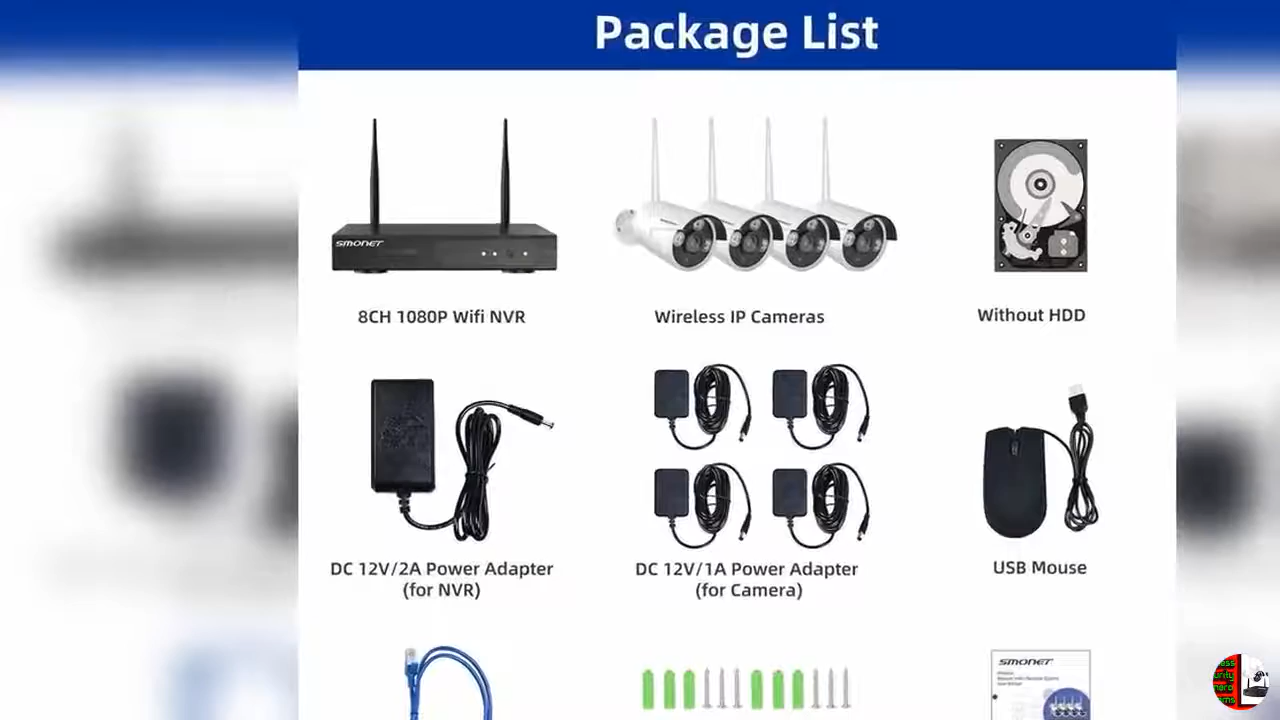 Package List
SMONET
8CH 1080P Wifi NVR
Wireless IP Cameras
Without HDD
DC 12V/2A Power Adapter
(for NVR)
DC 12V/1A Power Adapter
(for Camera)
USB Mouse
SMONET